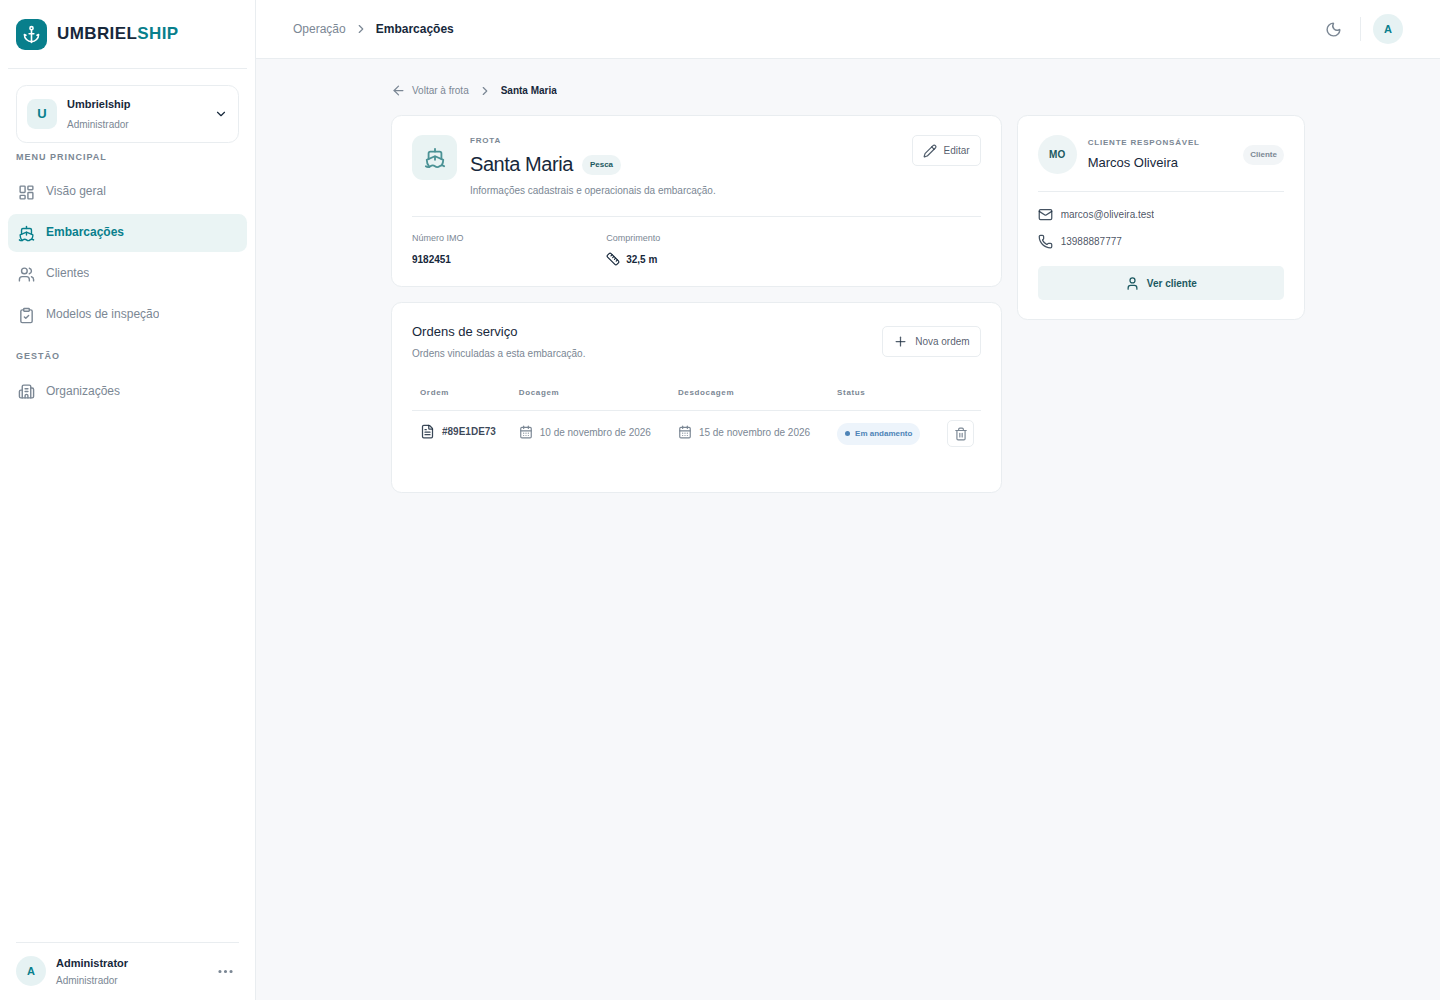 UMBRIELSHIP
U
Umbrielship
Administrador
MENU PRINCIPAL
Visão geral
Embarcações
Clientes
Modelos de inspeção
GESTÃO
Organizações
A
Administrator
Administrador
Operação
Embarcações
A
Voltar à frota
Santa Maria
FROTA
Santa Maria
Pesca
Informações cadastrais e operacionais da embarcação.
Editar
Número IMO
Comprimento
9182451
32,5 m
Ordens de serviço
Ordens vinculadas a esta embarcação.
Nova ordem
Ordem Docagem Desdocagem Status
#89E1DE73 10 de novembro de 2026 15 de novembro de 2026 Em andamento
MO
CLIENTE RESPONSÁVEL
Marcos Oliveira
Cliente
marcos@oliveira.test
13988887777
Ver cliente